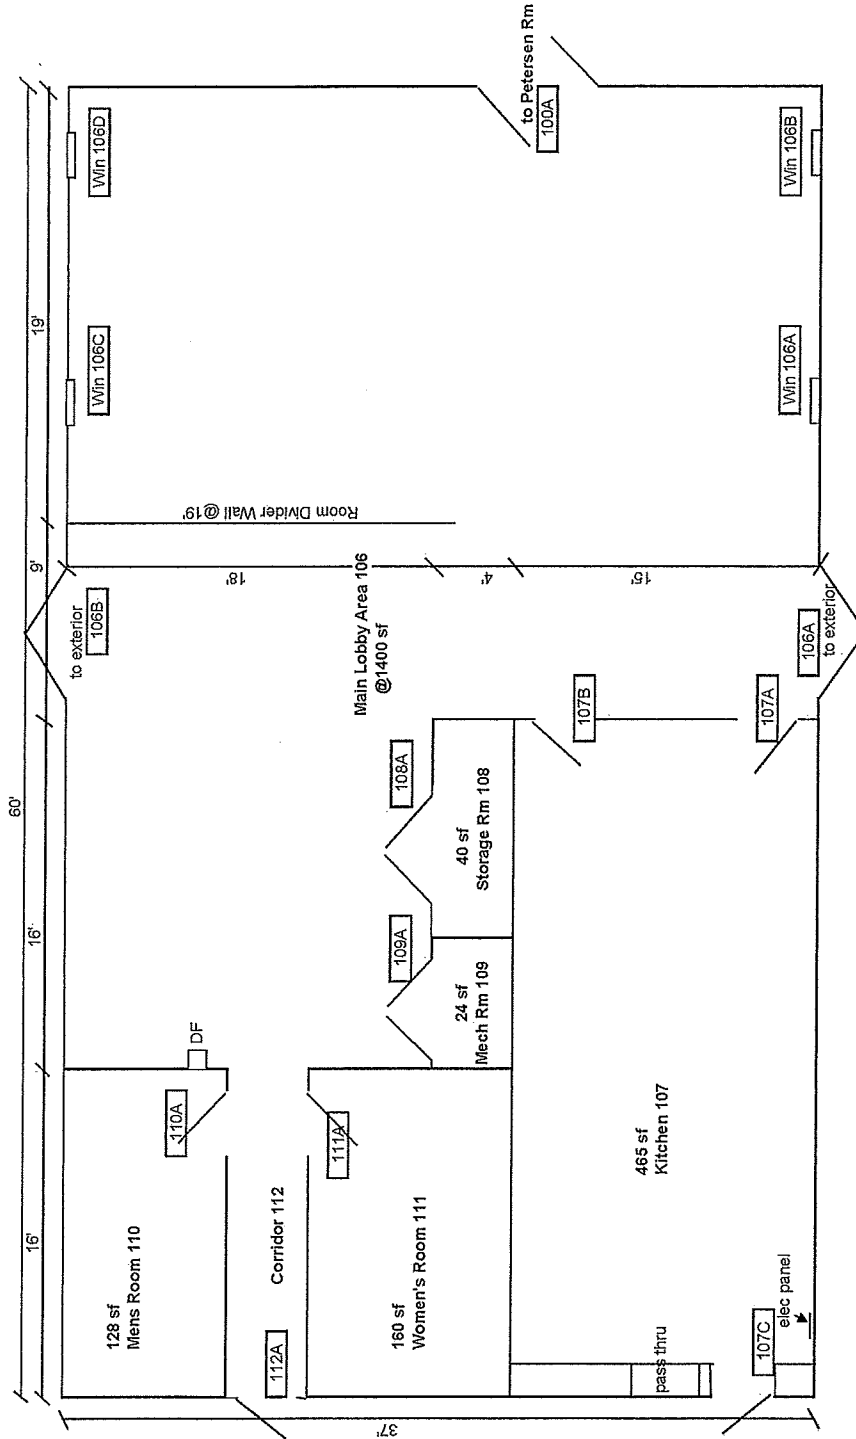 60'
16'
16'
9'
19'
37'
18'
4'
15'
128 sf
Mens Room 110
110A
DF
112A
Corridor 112
111A
160 sf
Women's Room 111
109A
24 sf
Mech Rm 109
108A
40 sf
Storage Rm 108
465 sf
Kitchen 107
107A
107B
107C
pass thru
elec panel
to exterior
106B
Main Lobby Area 106
@1400 sf
106A
to exterior
Room Divider Wall @19'
Win 106C
Win 106D
Win 106A
Win 106B
to Petersen Rm
100A